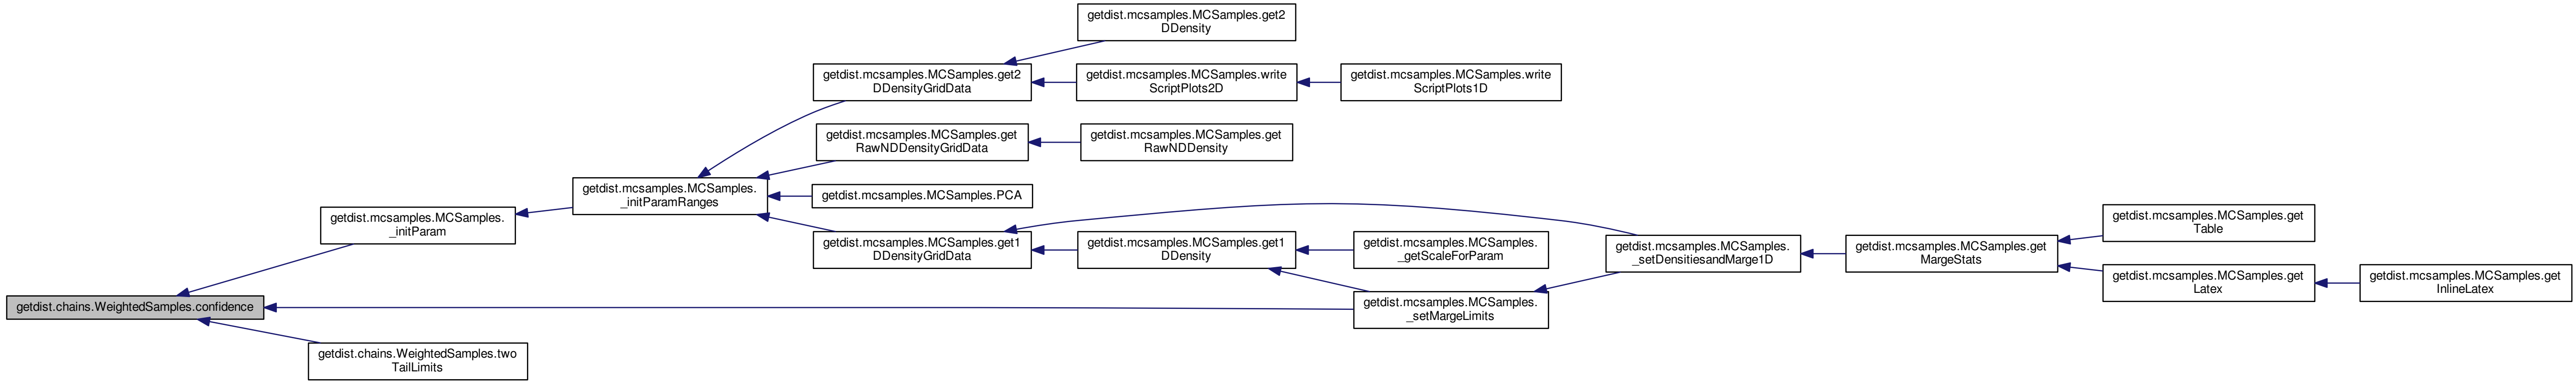 getdist.mcsamples.MCSamples.get2
DDensity
getdist.mcsamples.MCSamples.get2
DDensityGridData
getdist.mcsamples.MCSamples.write
ScriptPlots2D
getdist.mcsamples.MCSamples.write
ScriptPlots1D
getdist.mcsamples.MCSamples.get
RawNDDensityGridData
getdist.mcsamples.MCSamples.get
RawNDDensity
getdist.mcsamples.MCSamples.
_initParamRanges
getdist.mcsamples.MCSamples.PCA
getdist.mcsamples.MCSamples.
_initParam
getdist.mcsamples.MCSamples.get1
DDensityGridData
getdist.mcsamples.MCSamples.get1
DDensity
getdist.mcsamples.MCSamples.
_getScaleForParam
getdist.mcsamples.MCSamples.
_setDensitiesandMarge1D
getdist.mcsamples.MCSamples.get
MargeStats
getdist.mcsamples.MCSamples.get
Table
getdist.mcsamples.MCSamples.get
Latex
getdist.mcsamples.MCSamples.get
InlineLatex
getdist.chains.WeightedSamples.confidence
getdist.mcsamples.MCSamples.
_setMargeLimits
getdist.chains.WeightedSamples.two
TailLimits